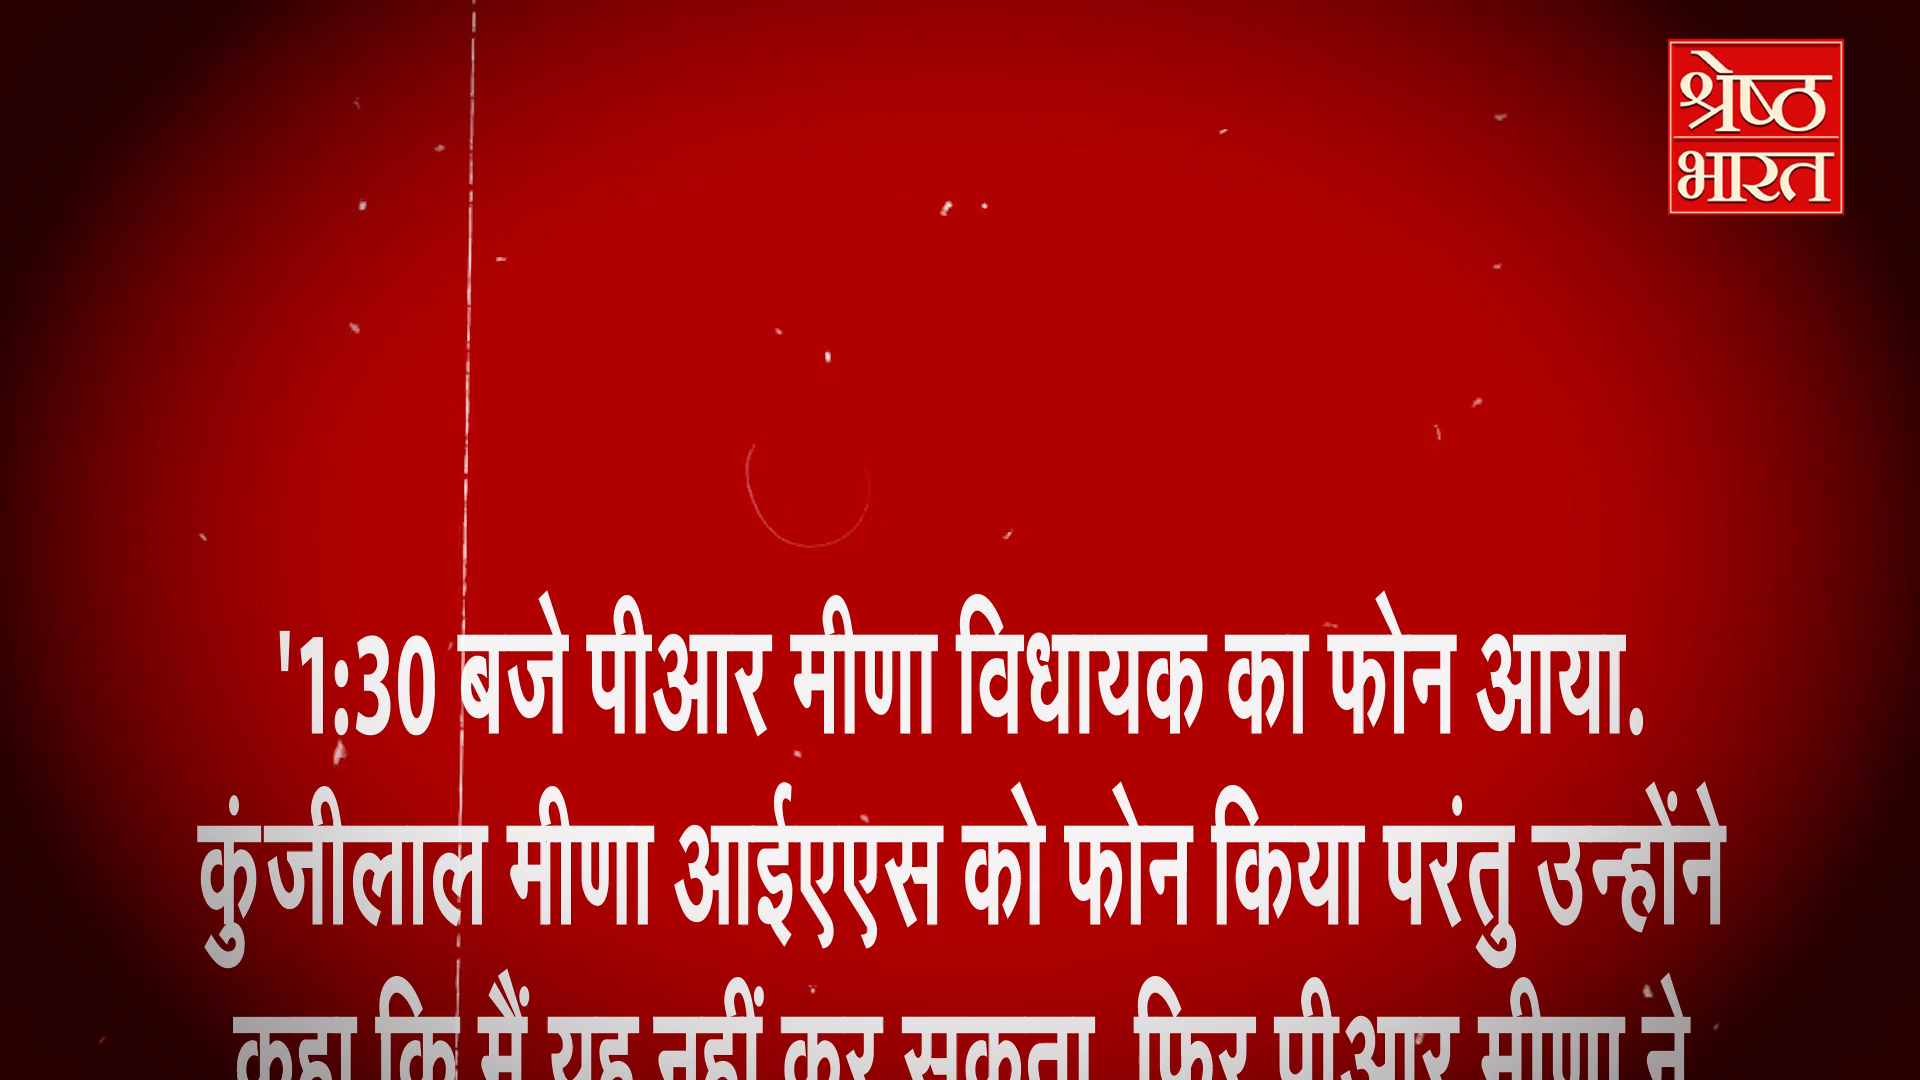 श्रेष्ठ
भारत
'1:30 बजे पीआर मीणा विधायक का फोन आया.
कुंजीलाल मीणा आईएएस को फोन किया परंतु उन्होंने
कहा कि मैं यह नहीं कर सकता फिर पीआर मीणा ने